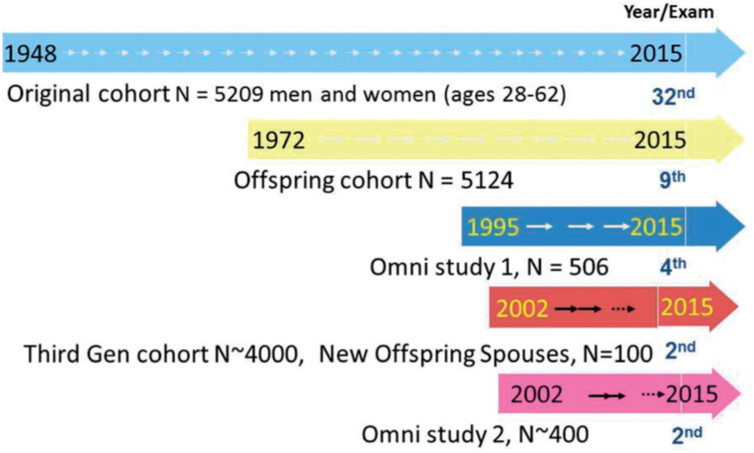 Year/Exam
1948 2015
Original cohort N = 5209 men and women (ages 28-62) 32nd
1972 2015
Offspring cohort N = 5124 9th
1995 2015
Omni study 1, N = 506 4th
2002 2015
Third Gen cohort N~4000, New Offspring Spouses, N=100 2nd
2002 2015
Omni study 2, N~400 2nd